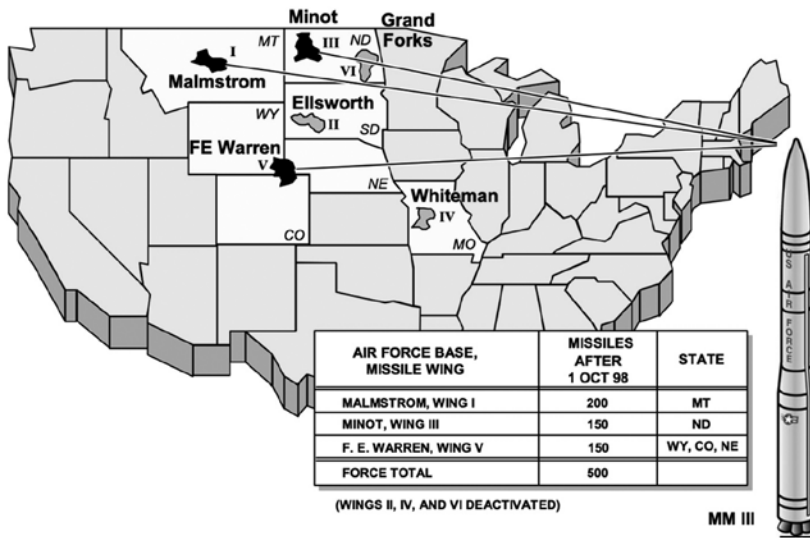 Minot
Grand
Forks
I
MT
III
ND
VI
Malmstrom
Ellsworth
II
WY
SD
FE Warren
V
NE
Whiteman
IV
CO
MO
US AIR FORCE
AIR FORCE BASE,
MISSILE WING
MISSILES
AFTER
1 OCT 98
STATE
MALMSTROM, WING I 200 MT
MINOT, WING III 150 ND
F. E. WARREN, WING V 150 WY, CO, NE
FORCE TOTAL 500
(WINGS II, IV, AND VI DEACTIVATED)
MM III